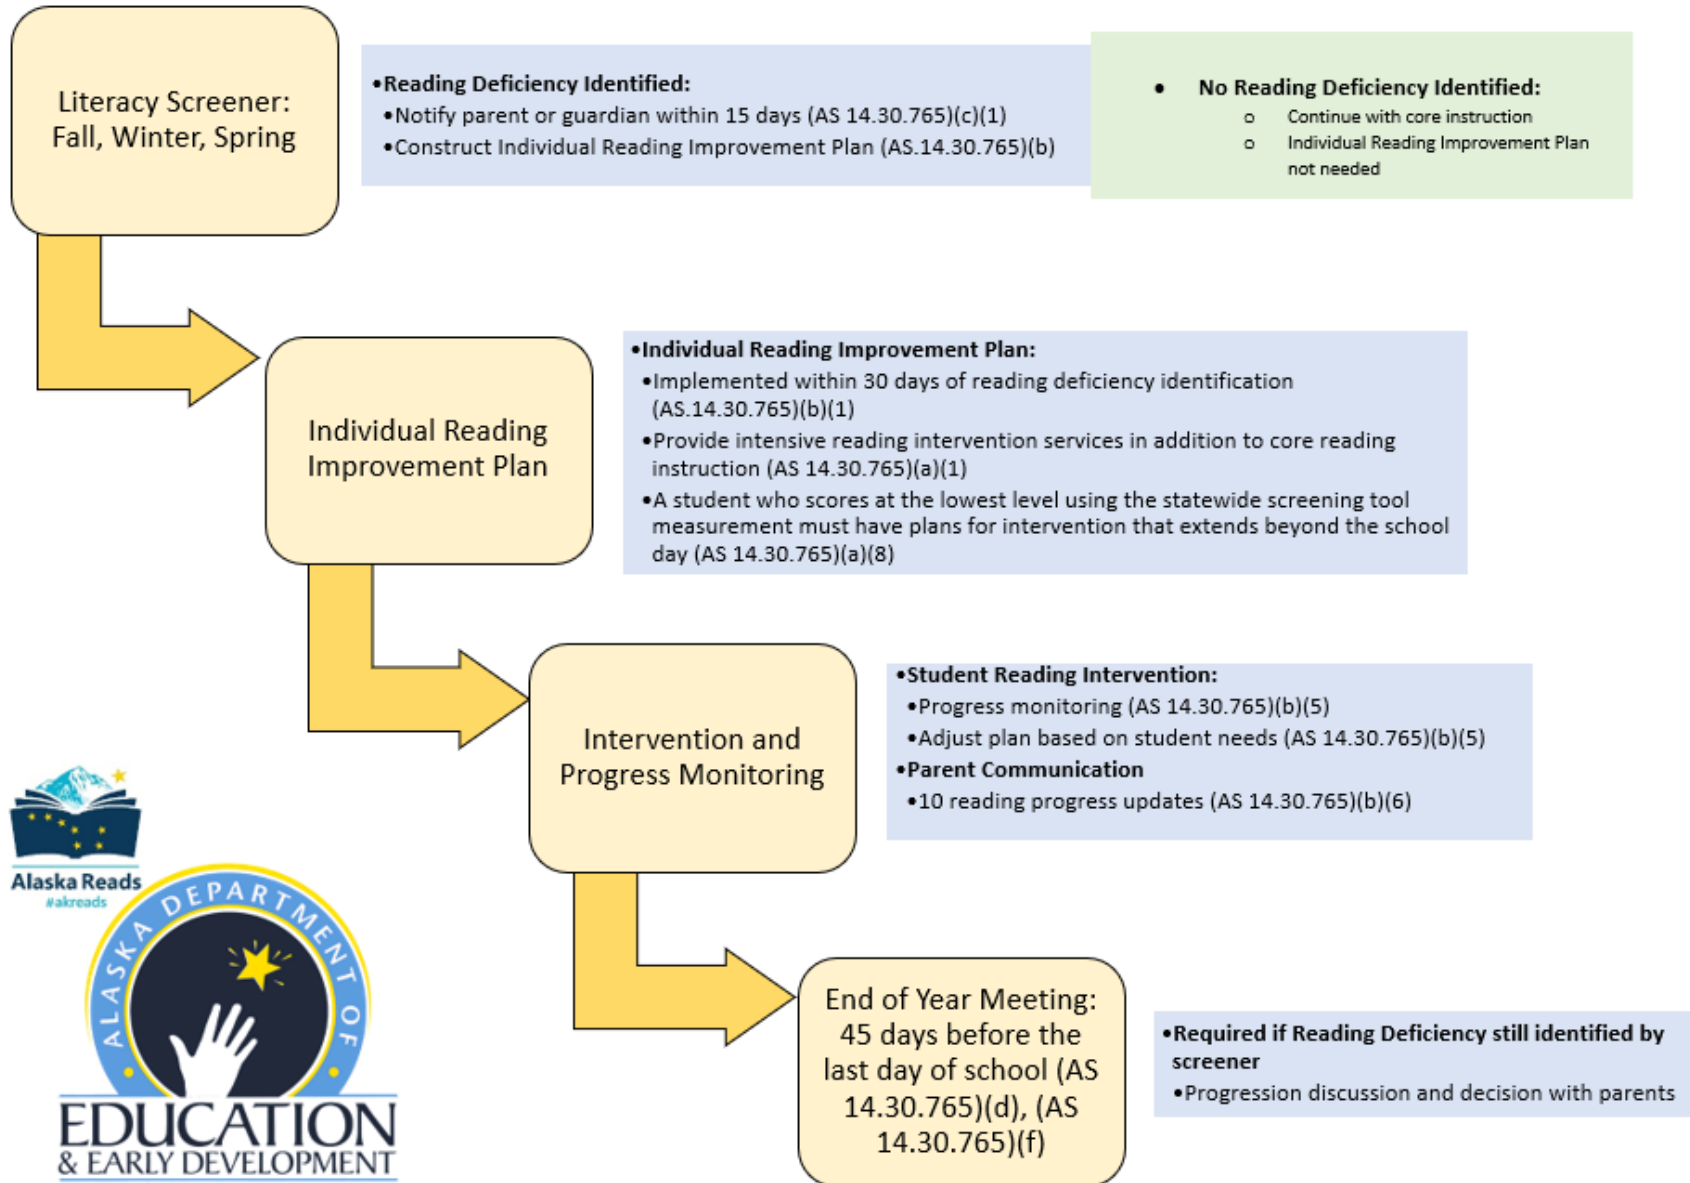 Literacy Screener:
Fall, Winter, Spring
•Reading Deficiency Identified:
•Notify parent or guardian within 15 days (AS 14.30.765)(c)(1)
•Construct Individual Reading Improvement Plan (AS.14.30.765)(b)
• No Reading Deficiency Identified:
o Continue with core instruction
o Individual Reading Improvement Plan
not needed
Individual Reading
Improvement Plan
•Individual Reading Improvement Plan:
•Implemented within 30 days of reading deficiency identification
(AS.14.30.765)(b)(1)
•Provide intensive reading intervention services in addition to core reading
instruction (AS 14.30.765)(a)(1)
•A student who scores at the lowest level using the statewide screening tool
measurement must have plans for intervention that extends beyond the school
day (AS 14.30.765)(a)(8)
Intervention and
Progress Monitoring
•Student Reading Intervention:
•Progress monitoring (AS 14.30.765)(b)(5)
•Adjust plan based on student needs (AS 14.30.765)(b)(5)
•Parent Communication
•10 reading progress updates (AS 14.30.765)(b)(6)
Alaska Reads
#akreads
ALASKA DEPARTMENT OF
EDUCATION
& EARLY DEVELOPMENT
End of Year Meeting:
45 days before the
last day of school (AS
14.30.765)(d), (AS
14.30.765)(f)
•Required if Reading Deficiency still identified by
screener
•Progression discussion and decision with parents